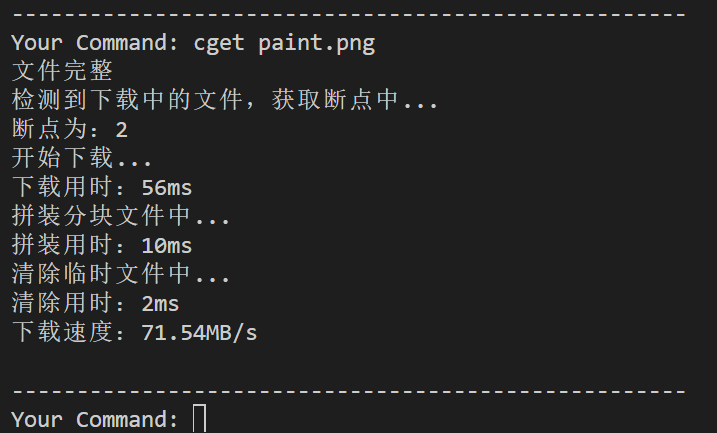 -----------------------------------------------------
Your Command: cget paint.png
文件完整
检测到下载中的文件，获取断点中...
断点为：2
开始下载...
下载用时：56ms
拼装分块文件中...
拼装用时：10ms
清除临时文件中...
清除用时：2ms
下载速度：71.54MB/s
-----------------------------------------------------
Your Command: